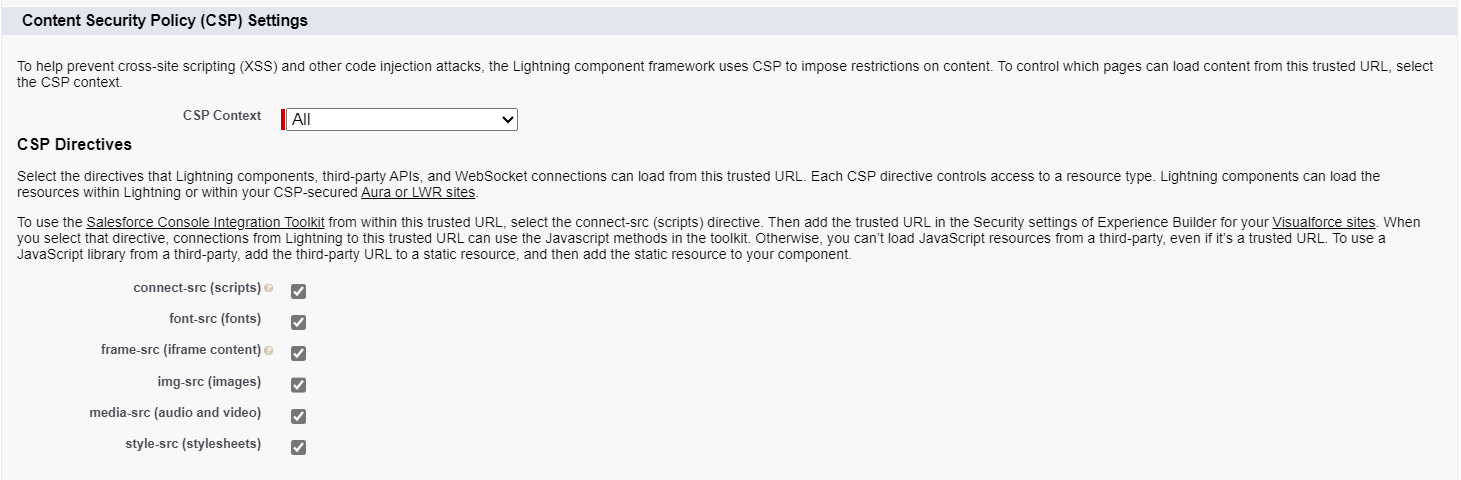 Content Security Policy (CSP) Settings
To help prevent cross-site scripting (XSS) and other code injection attacks, the Lightning component framework uses CSP to impose restrictions on content. To control which pages can load content from this trusted URL, select
the CSP context.
CSP Context All
CSP Directives
Select the directives that Lightning components, third-party APIs, and WebSocket connections can load from this trusted URL. Each CSP directive controls access to a resource type. Lightning components can load the
resources within Lightning or within your CSP-secured Aura or LWR sites.
To use the Salesforce Console Integration Toolkit from within this trusted URL, select the connect-src (scripts) directive. Then add the trusted URL in the Security settings of Experience Builder for your Visualforce sites. When
you select that directive, connections from Lightning to this trusted URL can use the Javascript methods in the toolkit. Otherwise, you can't load JavaScript resources from a third-party, even if it's a trusted URL. To use a
JavaScript library from a third-party, add the third-party URL to a static resource, and then add the static resource to your component.
connect-src (scripts) ?
font-src (fonts)
frame-src (iframe content) ?
img-src (images)
media-src (audio and video)
style-src (stylesheets)